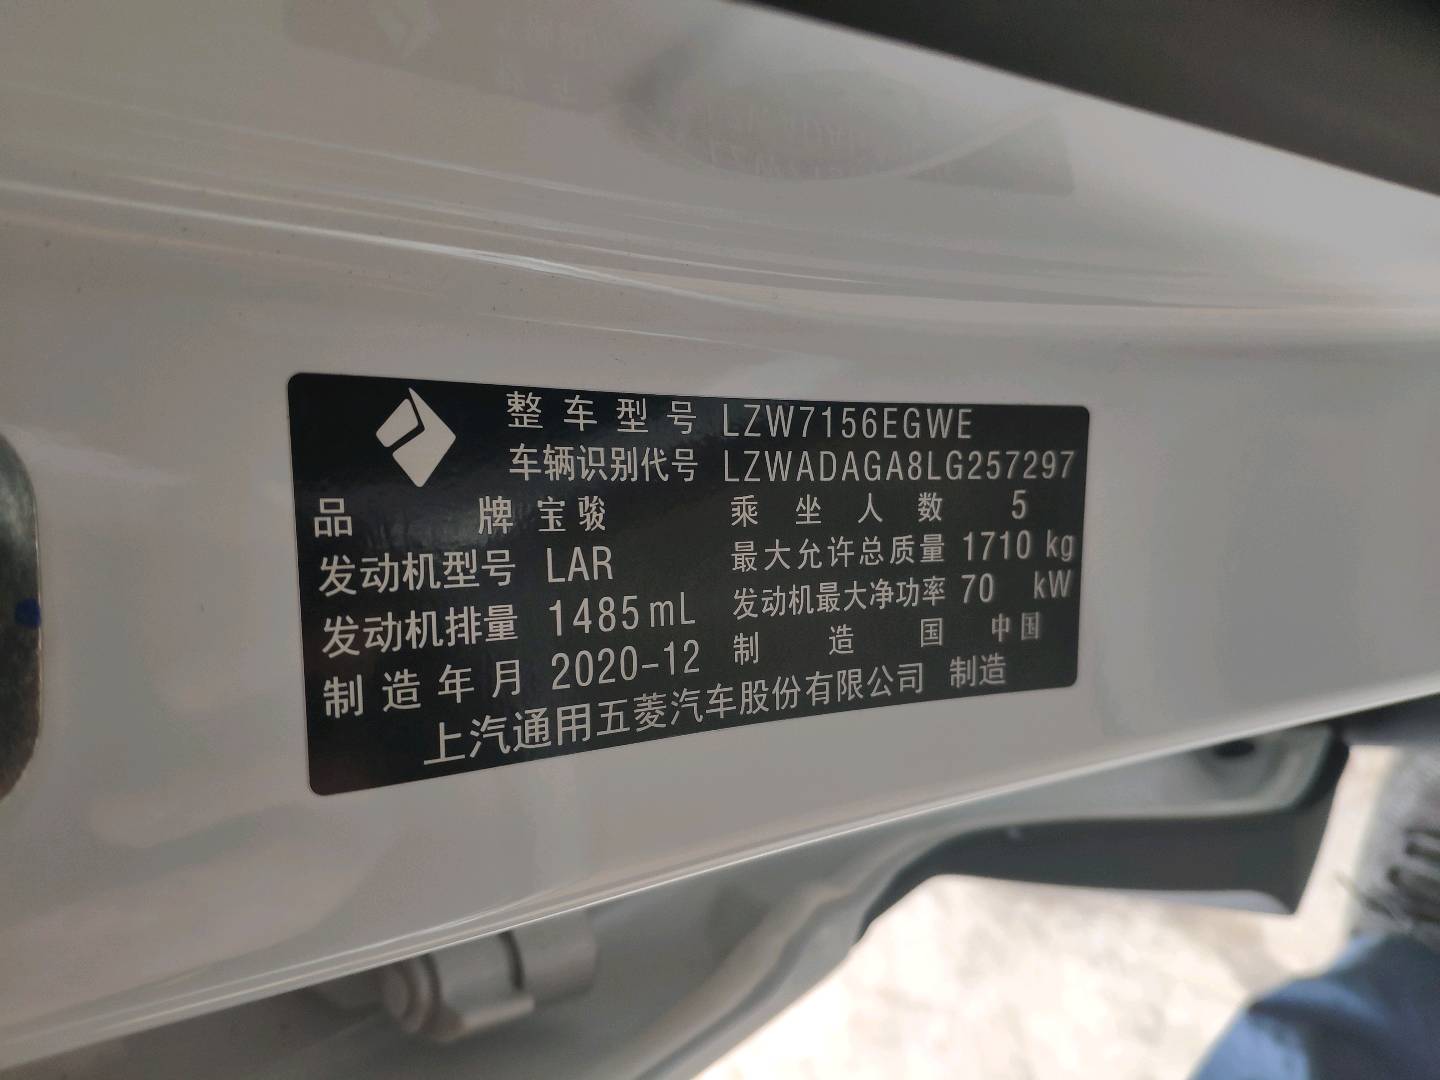 整车型号 LZW7156EGWE
车辆识别代号 LZWADAGA8LG257297
品牌 宝骏 乘坐人数 5
发动机型号 LAR 最大允许总质量 1710 kg
发动机排量 1485mL 发动机最大净功率 70 kW
制造年月 2020-12 制造国 中国
上汽通用五菱汽车股份有限公司 制造